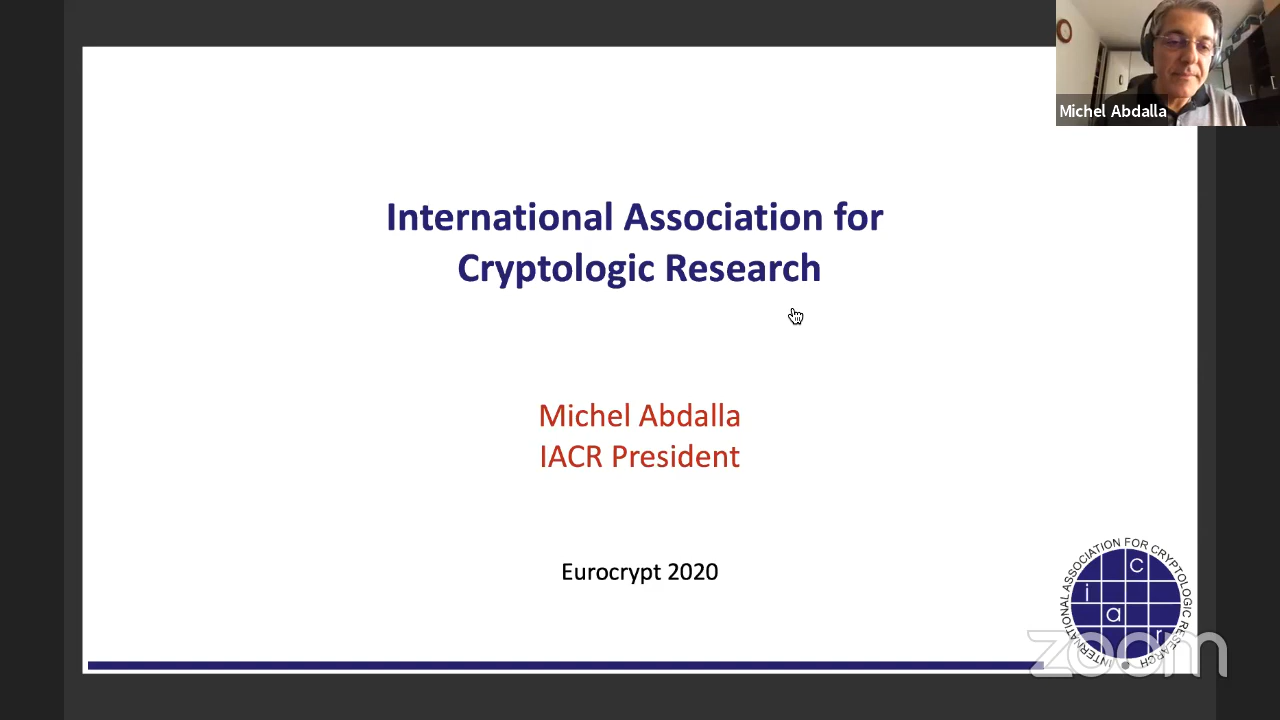 Michel Abdalla
International Association for
Cryptologic Research
Michel Abdalla
IACR President
Eurocrypt 2020
INTERNATIONAL ASSOCIATION FOR CRYPTOLOGIC RESEARCH
c
i
a
r
zoom